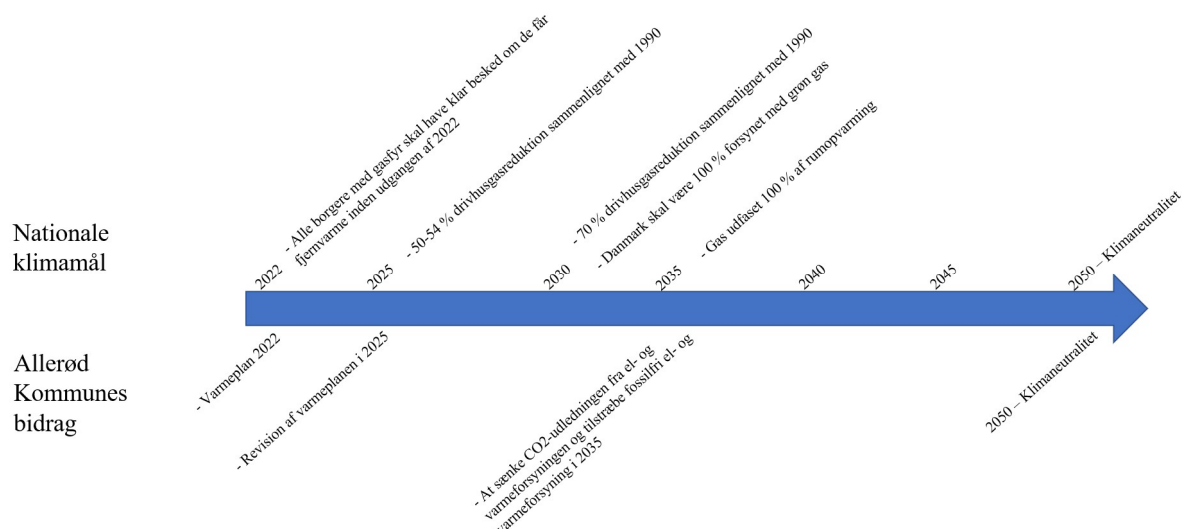 Nationale
klimamål
2022
- Alle borgere med gasfyr skal have klar besked om de får
fjernvarme inden udgangen af 2022
2025
- 50-54 % drivhusgasreduktion sammenlignet med 1990
2030
- 70 % drivhusgasreduktion sammenlignet med 1990
- Danmark skal være 100 % forsynet med grøn gas
2035
- Gas udfaset 100 % af rumopvarning
2040
2045
2050 – Klimaneutralitet
Allerød
Kommunes
bidrag
- Varmeplan 2022
- Revision af varmeplanen i 2025
- At sænke CO2-udledningen fra el- og
varmeforsyningen og tilstræbe fossilfri el- og
varmeforsyning i 2035
2050 – Klimaneutralitet